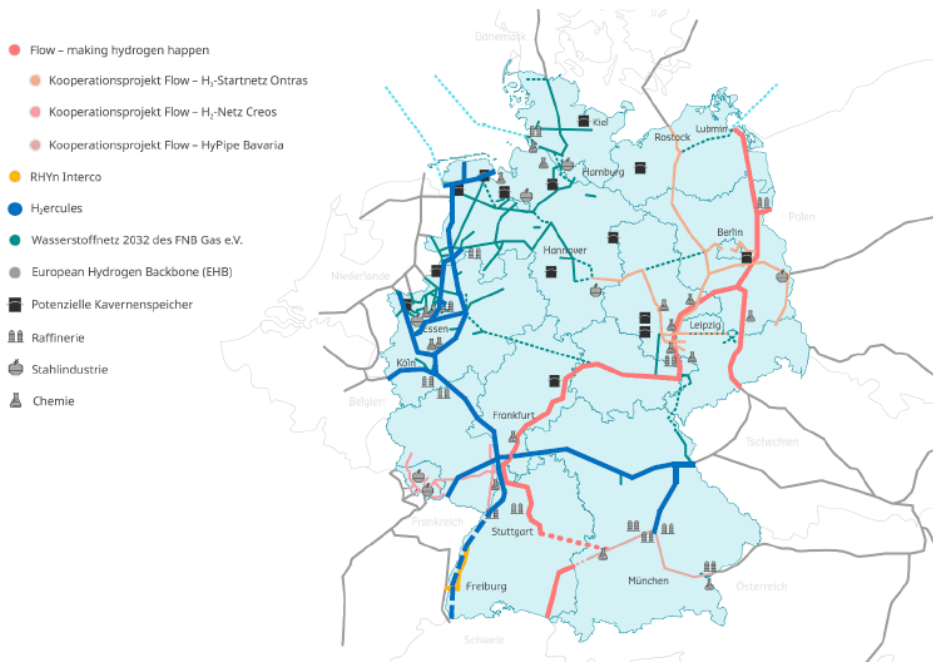 Flow – making hydrogen happen
Kooperationsprojekt Flow – H₂-Startnetz Ontras
Kooperationsprojekt Flow – H₂-Netz Creos
Kooperationsprojekt Flow – HyPipe Bavaria
RHYn Interco
H₂ercules
Wasserstoffnetz 2032 des FNB Gas e.V.
European Hydrogen Backbone (EHB)
Potenzielle Kavernenspeicher
Raffinerie
Stahlindustrie
Chemie
Dänemark
Kiel
Rostock
Lubmin
Hamburg
Polen
Berlin
Hannover
Niederlande
Essen
Leipzig
Köln
Belgien
Frankfurt
Tschechien
Frankreich
Stuttgart
München
Freiburg
Österreich
Schweiz